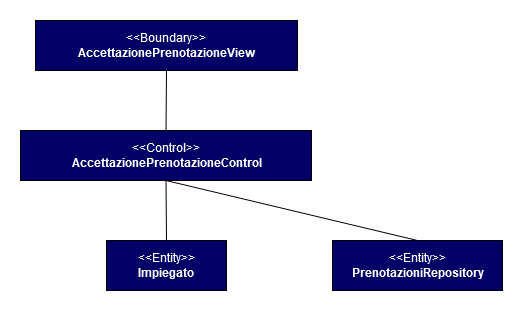 <<Boundary>>
AccettazionePrenotazioneView
<<Control>>
AccettazionePrenotazioneControl
<<Entity>>
Impiegato
<<Entity>>
PrenotazioniRepository